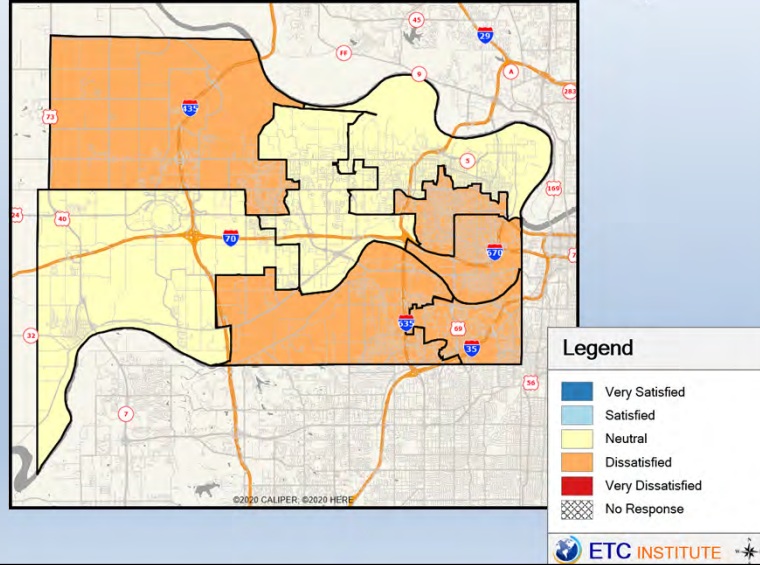 45
29
FF
9
A
283
435
73
5
169
24
40
70
670
635
69
32
35
56
7
©2020 CALIPER, ©2020 HERE
Legend
Very Satisfied
Satisfied
Neutral
Dissatisfied
Very Dissatisfied
No Response
ETC INSTITUTE